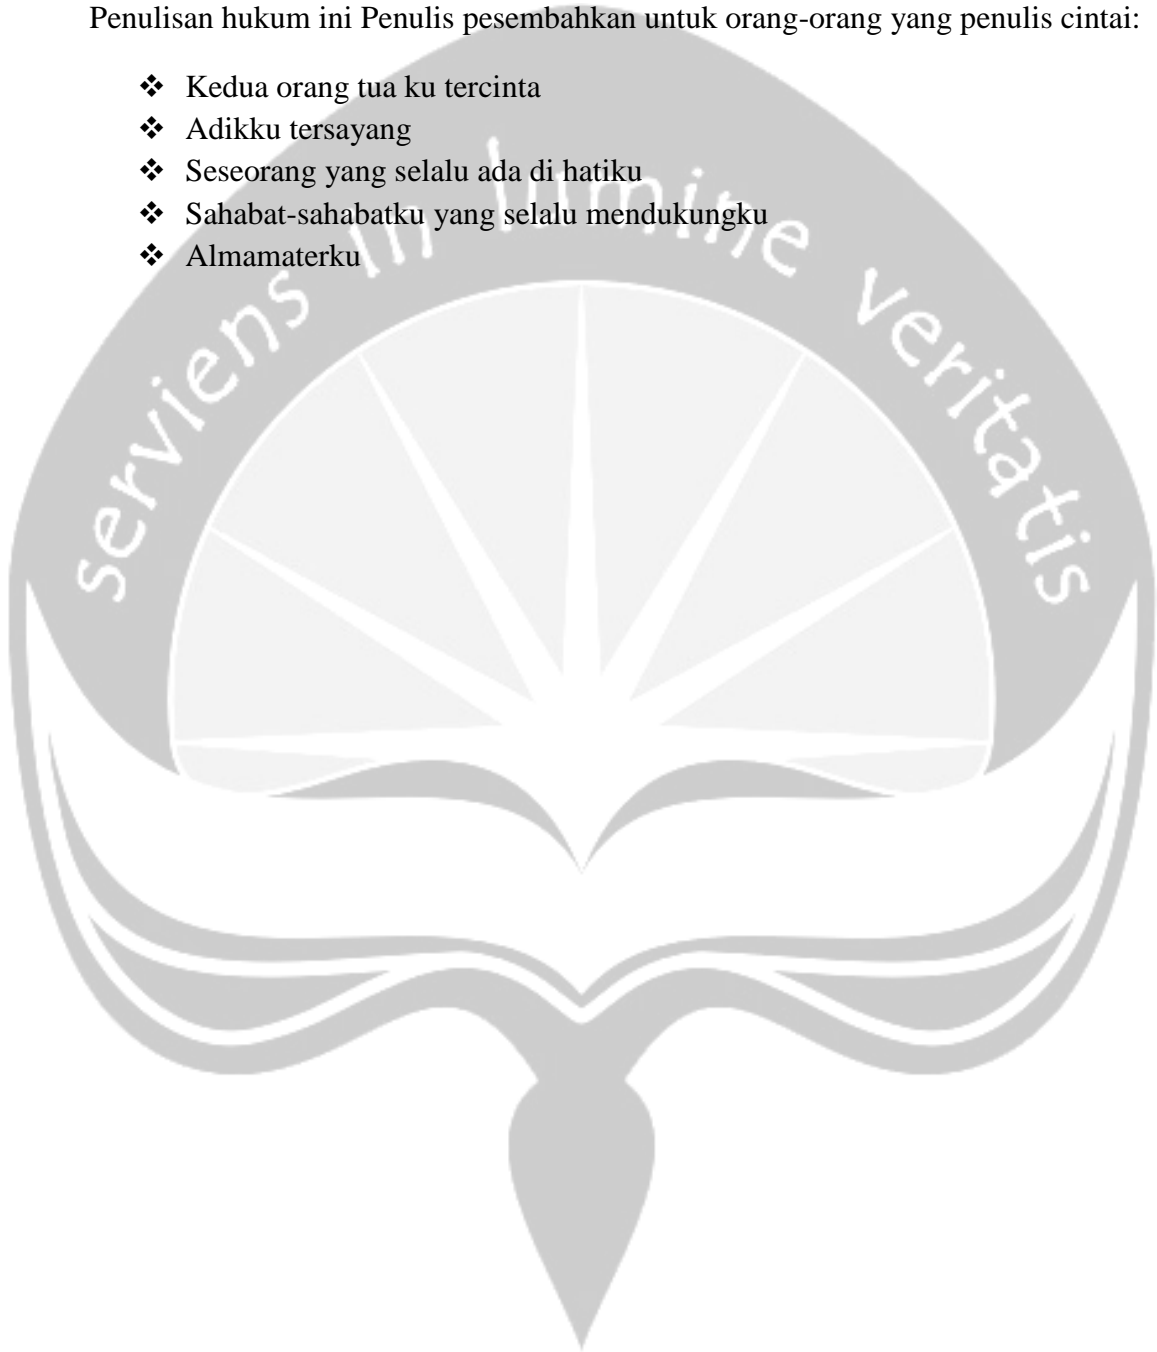 Penulisan hukum ini Penulis pesembahkan untuk orang-orang yang penulis cintai:
❖ Kedua orang tua ku tercinta
❖ Adikku tersayang
❖ Seseorang yang selalu ada di hatiku
❖ Sahabat-sahabatku yang selalu mendukungku
❖ Almamaterku
serviens in lumine veritatis